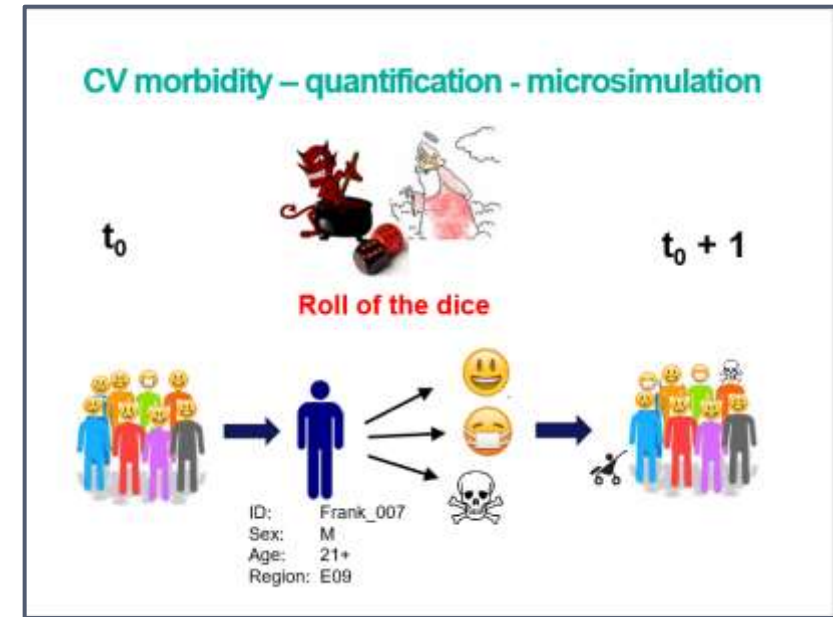 CV morbidity – quantification - microsimulation
t₀
t₀ + 1
Roll of the dice
ID: Frank_007
Sex: M
Age: 21+
Region: E09